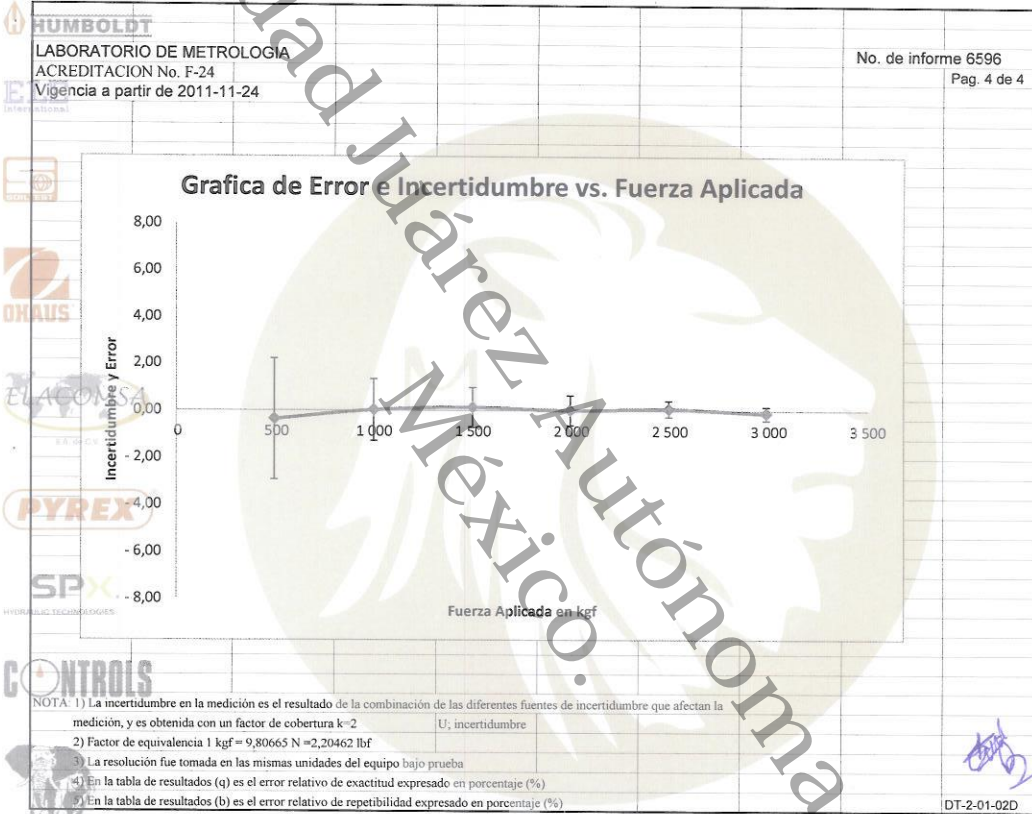 HUMBOLDT
LABORATORIO DE METROLOGIA
ACREDITACION No. F-24
Vigencia a partir de 2011-11-24
No. de informe 6596
Pag. 4 de 4
ELE
International
SOILTEST
OHAUS
ELACOMSA
S.A. de C.V.
PYREX
SPX
HYDRAULIC TECHNOLOGIES
CONTROLS
Grafica de Error e Incertidumbre vs. Fuerza Aplicada
8,00
6,00
4,00
2,00
0,00
- 2,00
- 4,00
- 6,00
- 8,00
Incertidumbre y Error
0 500 1 000 1 500 2 000 2 500 3 000 3 500
Fuerza Aplicada en kgf
NOTA: 1) La incertidumbre en la medición es el resultado de la combinación de las diferentes fuentes de incertidumbre que afectan la
medición, y es obtenida con un factor de cobertura k=2 U; incertidumbre
2) Factor de equivalencia 1 kgf = 9,80665 N =2,20462 lbf
3) La resolución fue tomada en las mismas unidades del equipo bajo prueba
4) En la tabla de resultados (q) es el error relativo de exactitud expresado en porcentaje (%)
5) En la tabla de resultados (b) es el error relativo de repetibilidad expresado en porcentaje (%)
DT-2-01-02D
dad Juárez Autónoma
México.